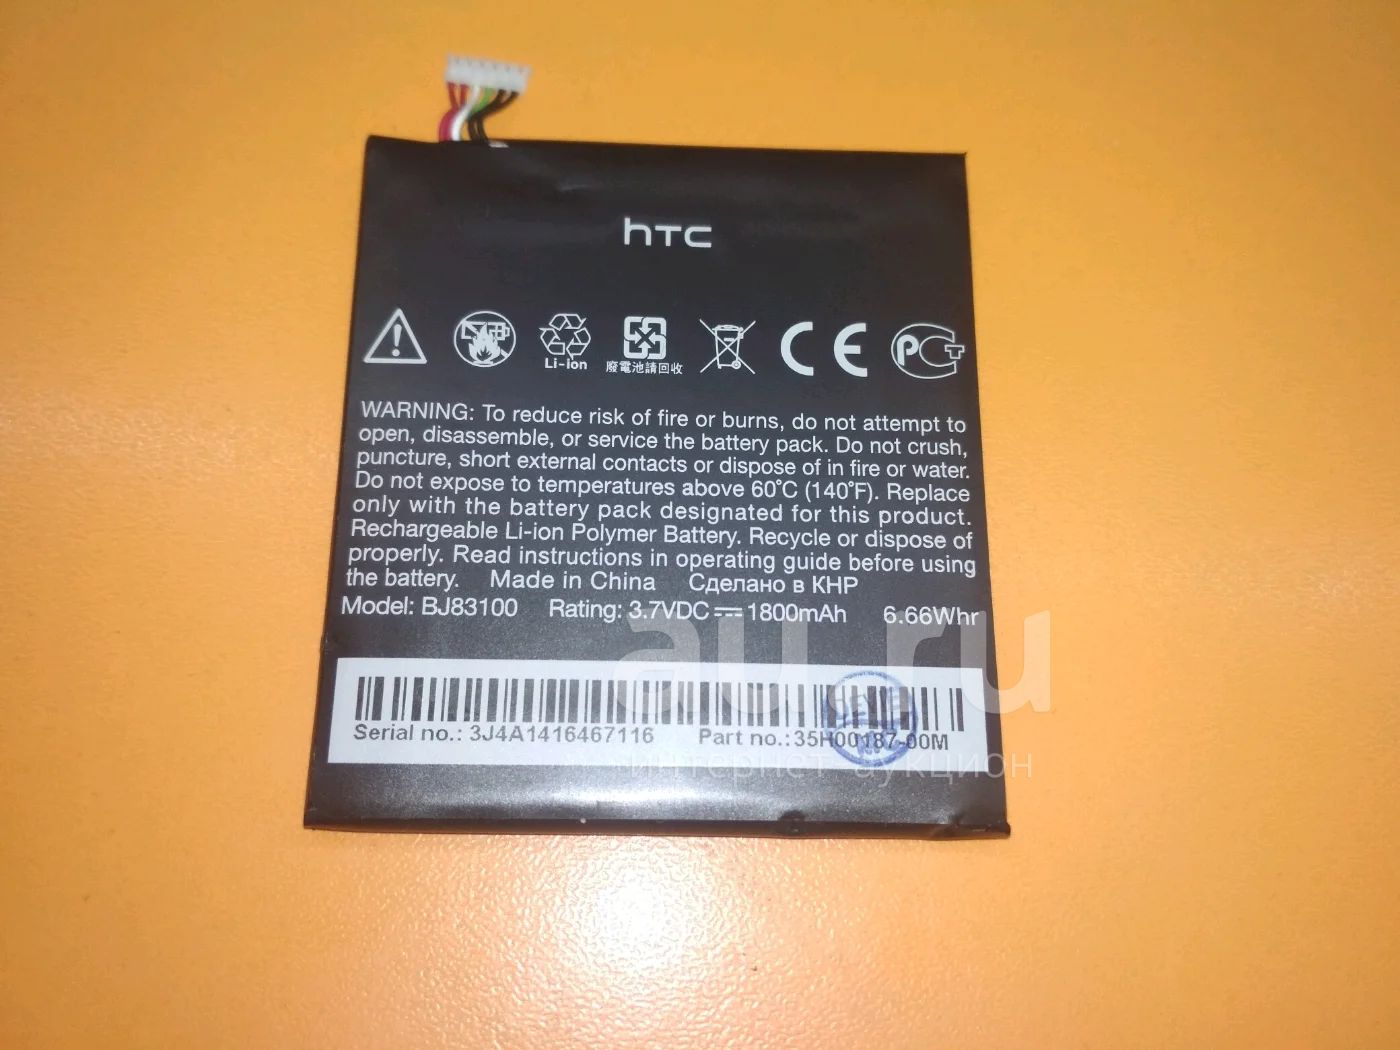 hTC
Li-ion
廢電池請回收
CE
PCT
WARNING: To reduce risk of fire or burns, do not attempt to
open, disassemble, or service the battery pack. Do not crush,
puncture, short external contacts or dispose of in fire or water.
Do not expose to temperatures above 60°C (140°F). Replace
only with the battery pack designated for this product.
Rechargeable Li-ion Polymer Battery. Recycle or dispose of
properly. Read instructions in operating guide before using
the battery. Made in China Сделано в КНР
Model: BJ83100 Rating: 3.7VDC⎓1800mAh 6.66Whr
au.ru
Serial no.: 3J4A1416467116 Part no.:35H00187-00M
интернет-аукцион